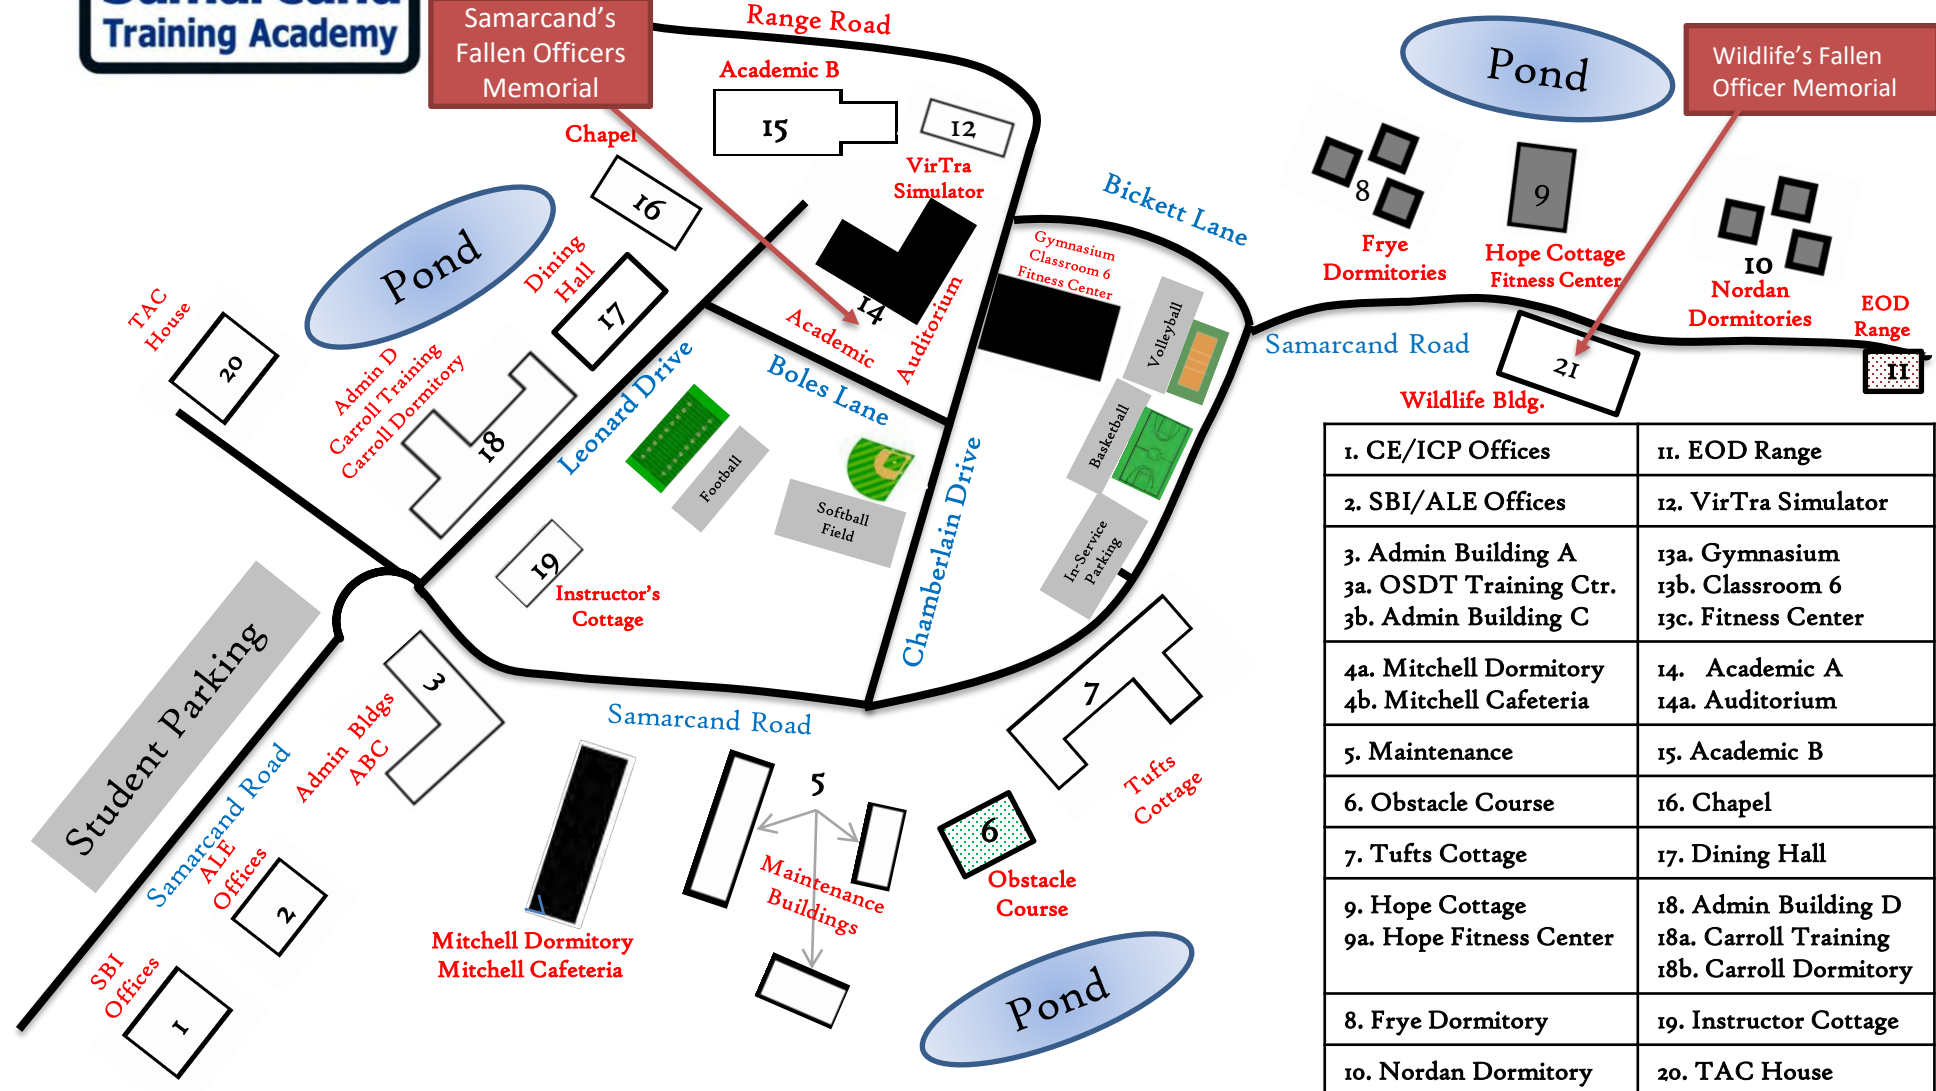 Training Academy
Samarcand's
Fallen Officers
Memorial
Range Road
Academic B
15
12
VirTra
Simulator
Chapel
16
Pond
Dining
Hall
17
TAC
House
20
Admin D
Carroll Training
Carroll Dormitory
18
Leonard Drive
Boles Lane
14
Academic
Auditorium
Gymnasium
Classroom 6
Fitness Center
Bickett Lane
Volleyball
Basketball
In-Service
Parking
Chamberlain Drive
Football
Softball
Field
19
Instructor's
Cottage
Pond
Wildlife's Fallen
Officer Memorial
8
Frye
Dormitories
9
Hope Cottage
Fitness Center
10
Nordan
Dormitories
EOD
Range
11
Samarcand Road
21
Wildlife Bldg.
Student Parking
Samarcand Road
3
Admin Bldgs
ABC
ALE
Offices
2
SBI
Offices
1
Samarcand Road
Mitchell Dormitory
Mitchell Cafeteria
5
Maintenance
Buildings
6
Obstacle
Course
7
Tufts
Cottage
Pond
1. CE/ICP Offices
11. EOD Range
2. SBI/ALE Offices
12. VirTra Simulator
3. Admin Building A
3a. OSDT Training Ctr.
3b. Admin Building C
13a. Gymnasium
13b. Classroom 6
13c. Fitness Center
4a. Mitchell Dormitory
4b. Mitchell Cafeteria
14. Academic A
14a. Auditorium
5. Maintenance
15. Academic B
6. Obstacle Course
16. Chapel
7. Tufts Cottage
17. Dining Hall
9. Hope Cottage
9a. Hope Fitness Center
18. Admin Building D
18a. Carroll Training
18b. Carroll Dormitory
8. Frye Dormitory
19. Instructor Cottage
10. Nordan Dormitory
20. TAC House